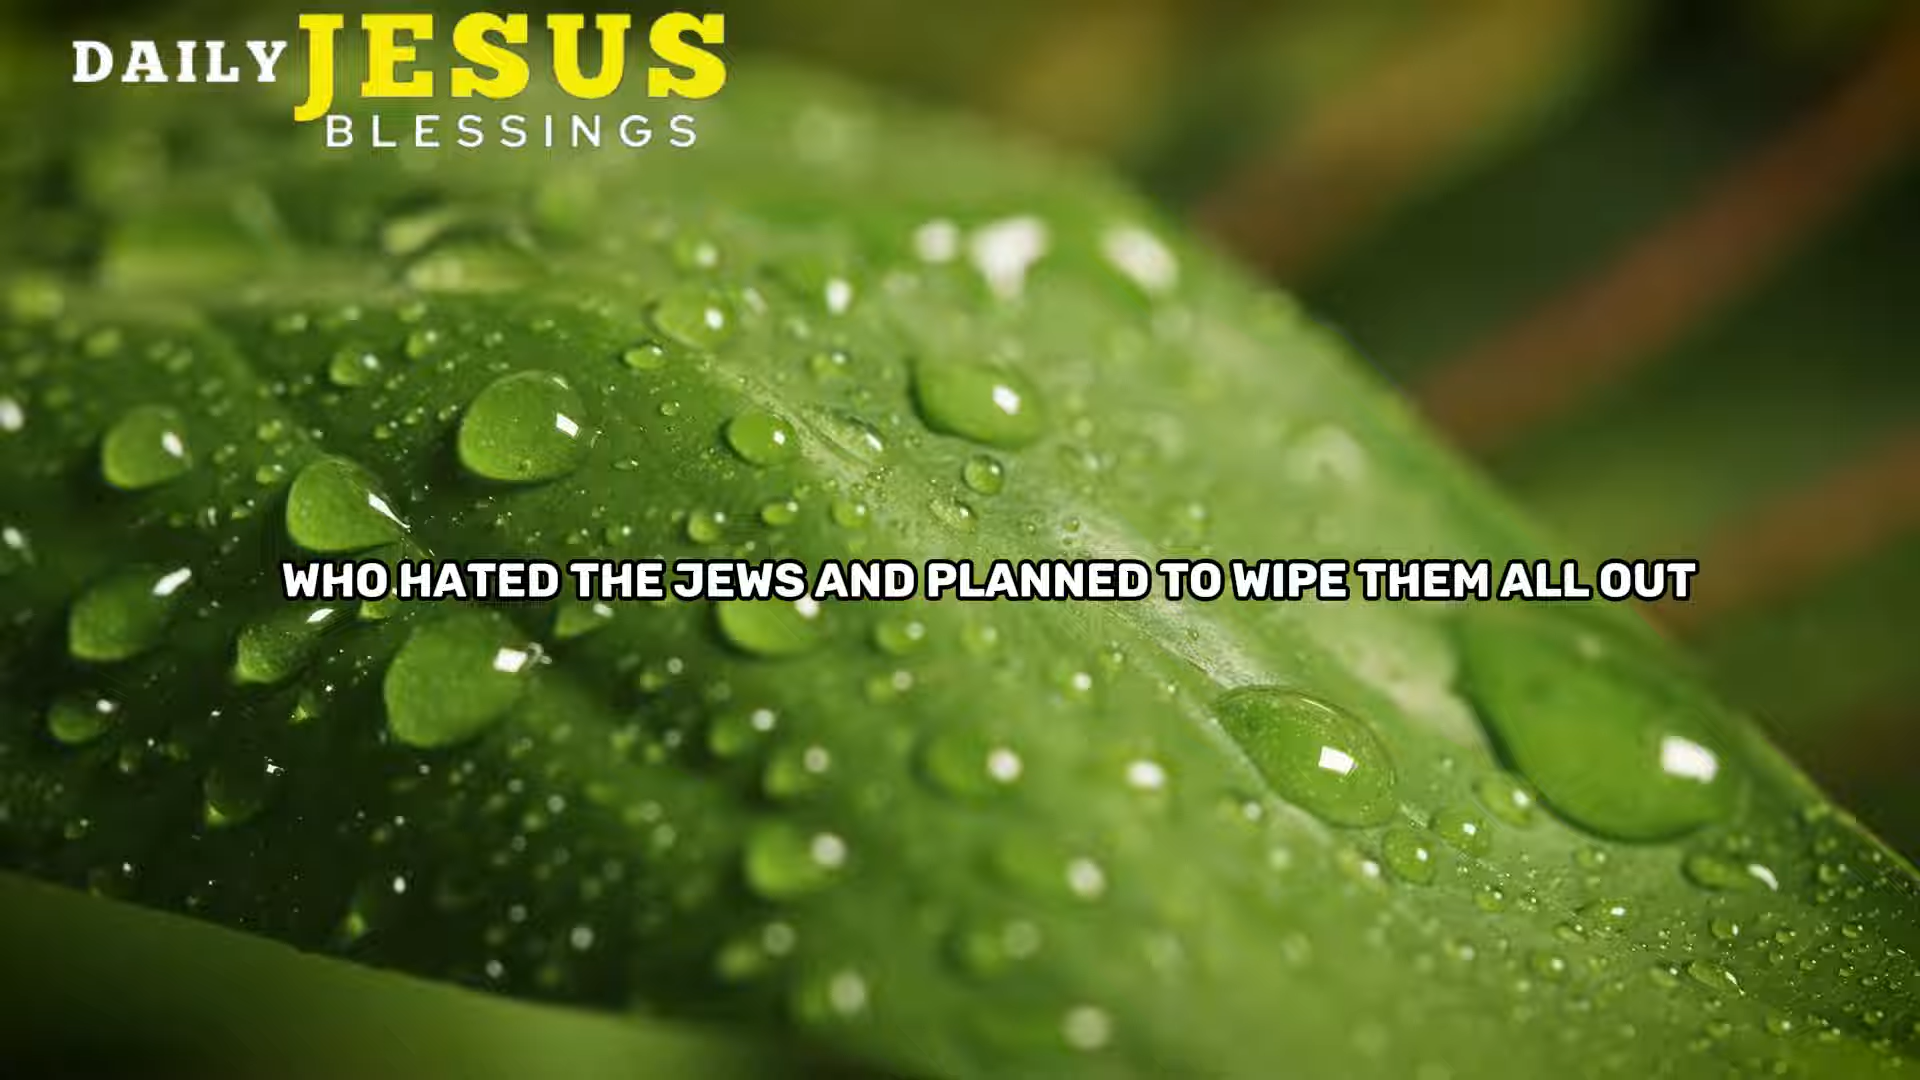 DAILY JESUS
BLESSINGS
WHO HATED THE JEWS AND PLANNED TO WIPE THEM ALL OUT